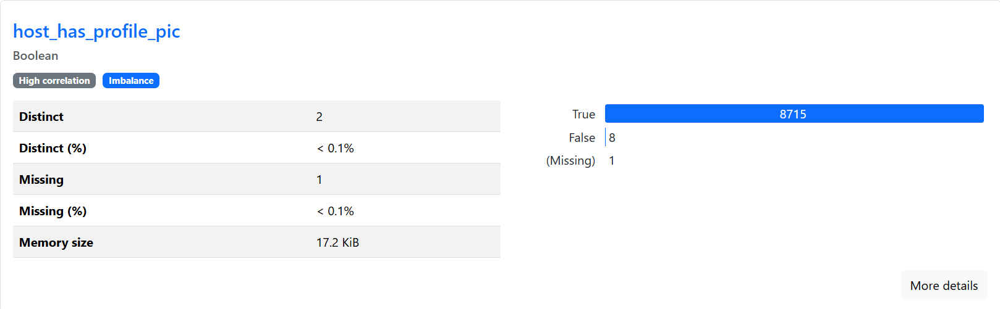 host_has_profile_pic
Boolean
High correlation Imbalance
Distinct 2
Distinct (%) < 0.1%
Missing 1
Missing (%) < 0.1%
Memory size 17.2 KiB
True 8715
False 8
(Missing) 1
More details